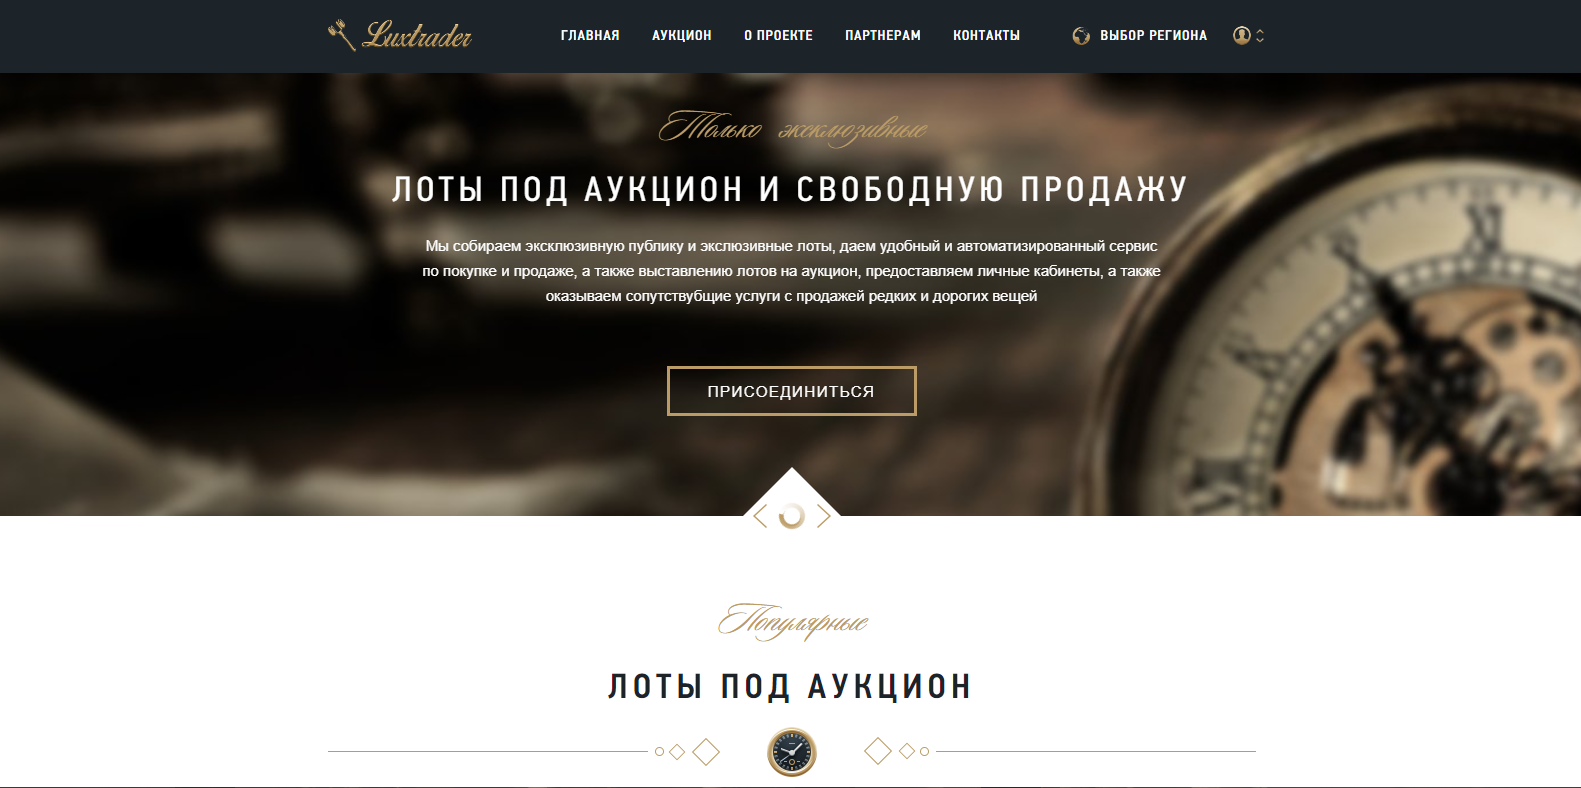 Luxtrader
ГЛАВНАЯ АУКЦИОН О ПРОЕКТЕ ПАРТНЕРАМ КОНТАКТЫ ВЫБОР РЕГИОНА
Только эксклюзивные
ЛОТЫ ПОД АУКЦИОН И СВОБОДНУЮ ПРОДАЖУ
Мы собираем эксклюзивную публику и экслюзивные лоты, даем удобный и автоматизированный сервис
по покупке и продаже, а также выставлению лотов на аукцион, предоставляем личные кабинеты, а также
оказываем сопутствубщие услуги с продажей редких и дорогих вещей
ПРИСОЕДИНИТЬСЯ
Популярные
ЛОТЫ ПОД АУКЦИОН